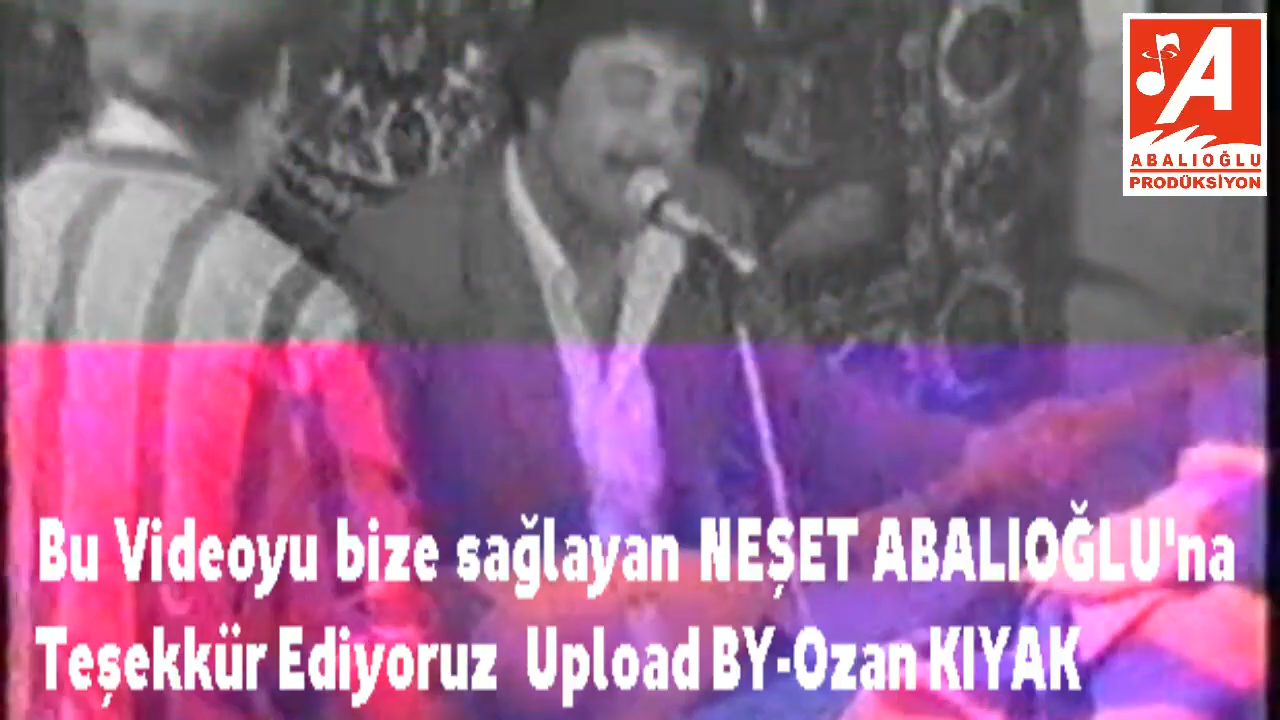 A
ABALIOĞLU
PRODÜKSİYON
Bu Videoyu bize sağlayan NEŞET ABALIOĞLU'na
Teşekkür Ediyoruz Upload BY-Ozan KIYAK